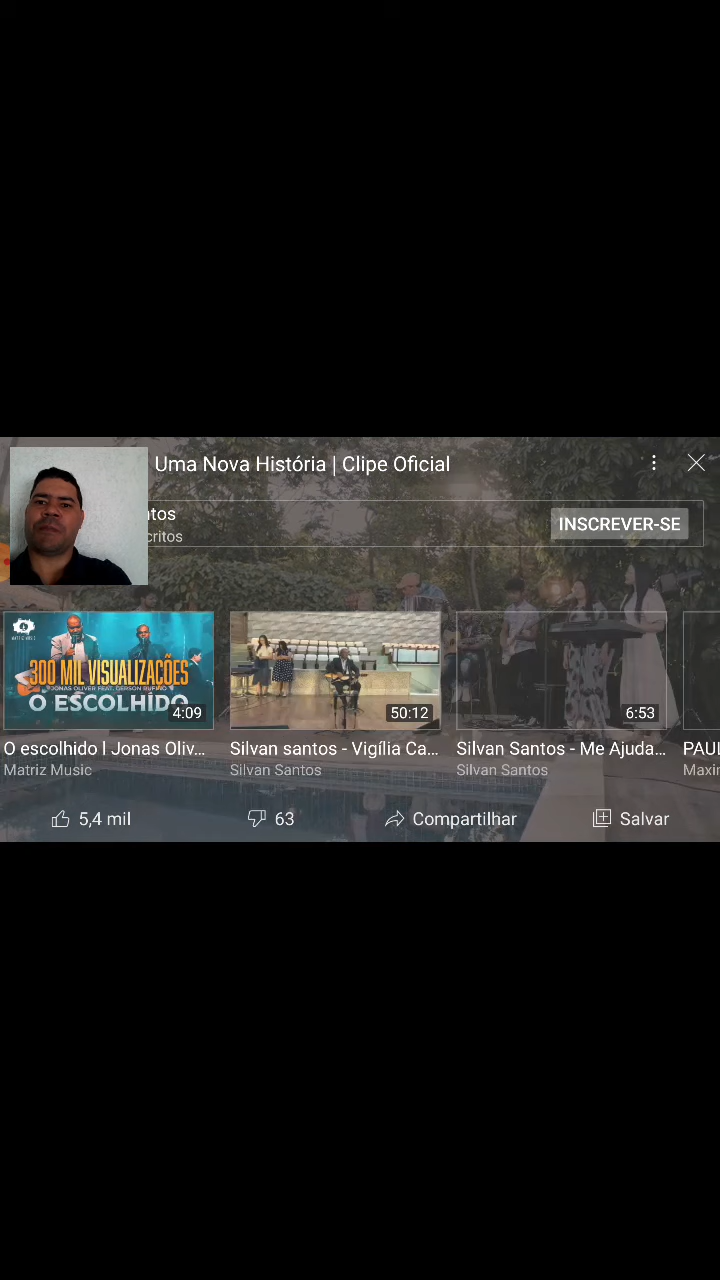 Uma Nova História | Clipe Oficial
ntos
critos
INSCREVER-SE
300 MIL VISUALIZAÇÕES
JONAS OLIVER FEAT. GERSON RUFINO
O ESCOLHIDO
4:09
50:12
6:53
O escolhido l Jonas Oliv...
Silvan santos - Vigília Ca...
Silvan Santos - Me Ajuda...
PAUL
Matriz Music
Silvan Santos
Silvan Santos
Maxin
5,4 mil
63
Compartilhar
Salvar